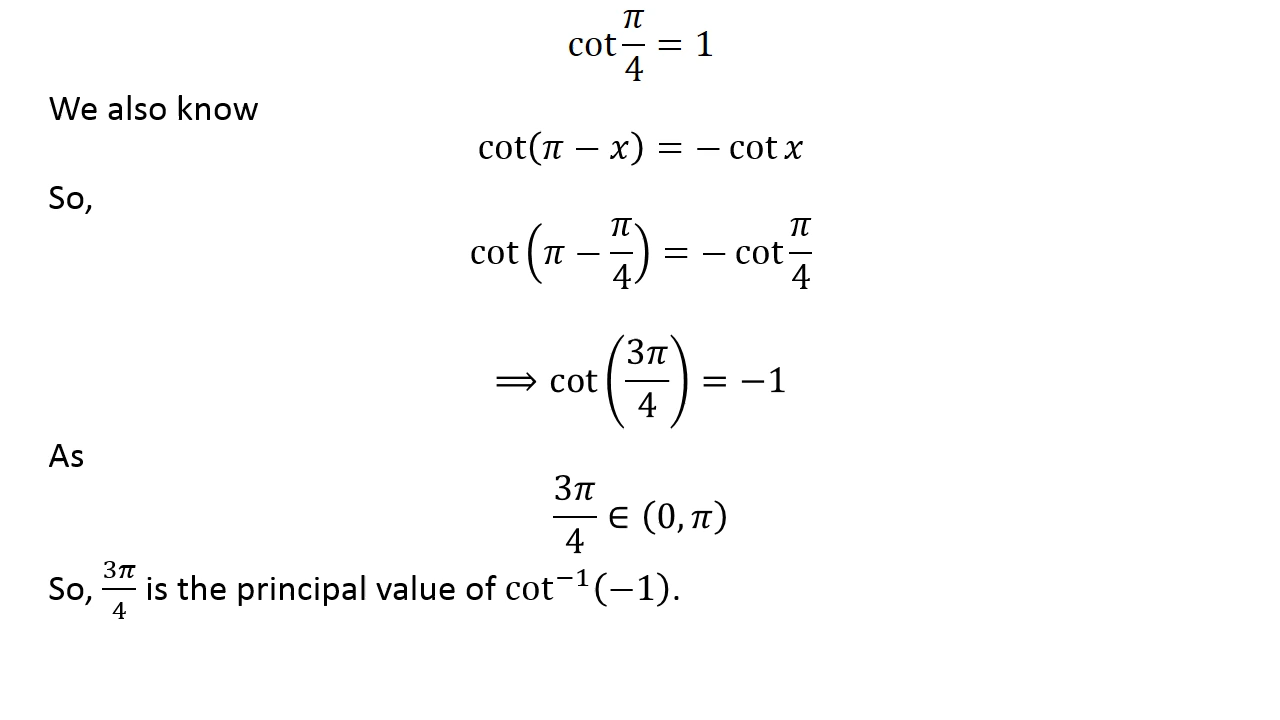 cot π/4 = 1
We also know
cot(π − x) = − cot x
So,
cot (π − π/4) = − cot π/4
⟹ cot (3π/4) = −1
As
3π/4 ∈ (0, π)
So, 3π/4 is the principal value of cot⁻¹(−1).